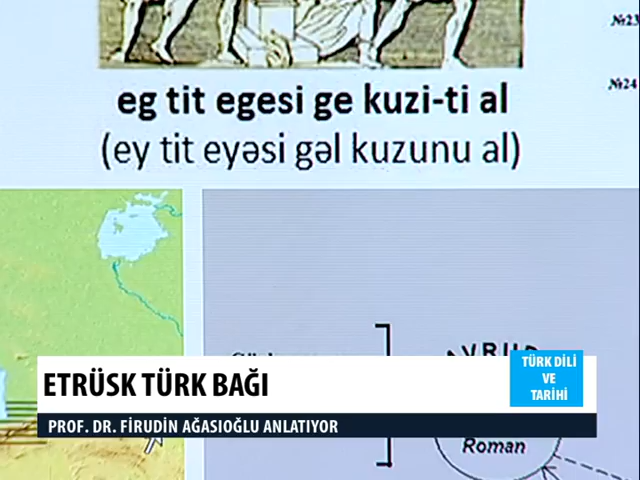 №23
№24
eg tit egesi ge kuzi-ti al
(ey tit eyəsi gəl kuzunu al)
ETRÜSK TÜRK BAĞI
TÜRK DİLİ
VE
TARİHİ
PROF. DR. FİRUDİN AĞASIOĞLU ANLATIYOR
Roman